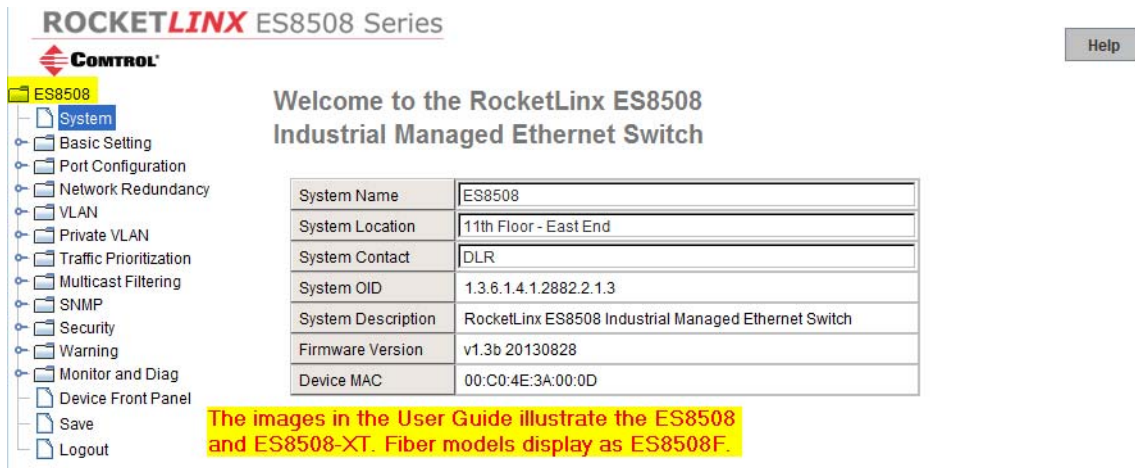 ROCKETLINX ES8508 Series
COMTROL
Help
ES8508
System
Basic Setting
Port Configuration
Network Redundancy
VLAN
Private VLAN
Traffic Prioritization
Multicast Filtering
SNMP
Security
Warning
Monitor and Diag
Device Front Panel
Save
Logout
Welcome to the RocketLinx ES8508
Industrial Managed Ethernet Switch
System Name ES8508
System Location 11th Floor - East End
System Contact DLR
System OID 1.3.6.1.4.1.2882.2.1.3
System Description RocketLinx ES8508 Industrial Managed Ethernet Switch
Firmware Version v1.3b 20130828
Device MAC 00:C0:4E:3A:00:0D
The images in the User Guide illustrate the ES8508
and ES8508-XT. Fiber models display as ES8508F.